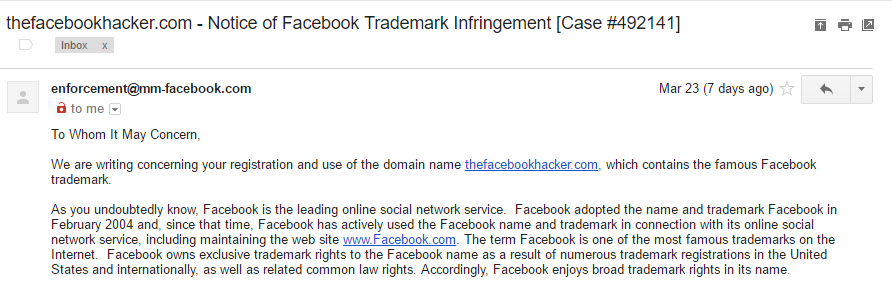 thefacebookhacker.com - Notice of Facebook Trademark Infringement [Case #492141]
Inbox x
enforcement@mm-facebook.com
Mar 23 (7 days ago)
to me
To Whom It May Concern,
We are writing concerning your registration and use of the domain name thefacebookhacker.com, which contains the famous Facebook
trademark.
As you undoubtedly know, Facebook is the leading online social network service.  Facebook adopted the name and trademark Facebook in
February 2004 and, since that time, Facebook has actively used the Facebook name and trademark in connection with its online social
network service, including maintaining the web site www.Facebook.com. The term Facebook is one of the most famous trademarks on the
Internet.  Facebook owns exclusive trademark rights to the Facebook name as a result of numerous trademark registrations in the United
States and internationally, as well as related common law rights. Accordingly, Facebook enjoys broad trademark rights in its name.